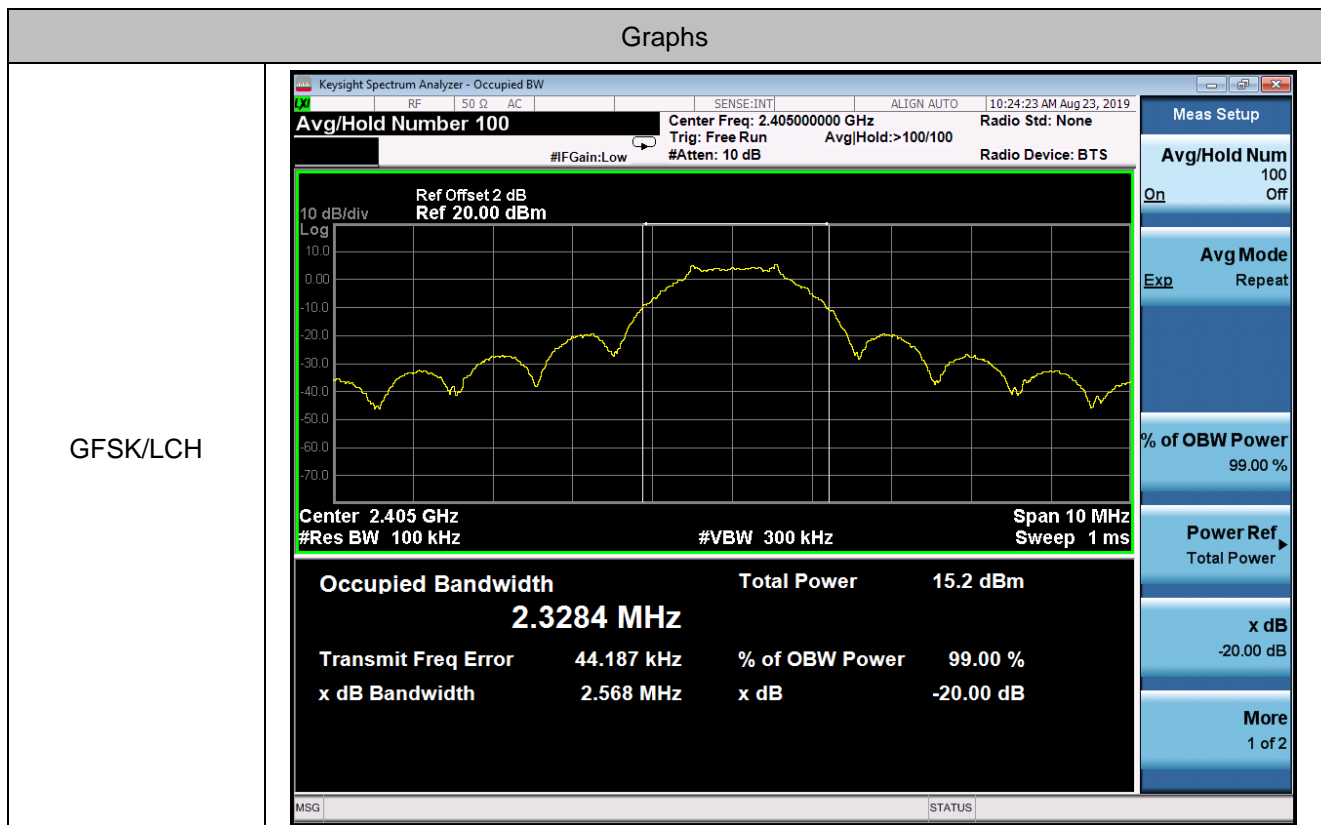 Graphs
GFSK/LCH
Keysight Spectrum Analyzer - Occupied BW
LXI RF 50 Ω AC SENSE:INT ALIGN AUTO 10:24:23 AM Aug 23, 2019
Avg/Hold Number 100 Center Freq: 2.405000000 GHz Radio Std: None
Trig: Free Run Avg|Hold:>100/100
#IFGain:Low #Atten: 10 dB Radio Device: BTS
Ref Offset 2 dB
10 dB/div Ref 20.00 dBm
Log
10.0
0.00
-10.0
-20.0
-30.0
-40.0
-50.0
-60.0
-70.0
Center 2.405 GHz Span 10 MHz
#Res BW 100 kHz #VBW 300 kHz Sweep 1 ms
Occupied Bandwidth Total Power 15.2 dBm
2.3284 MHz
Transmit Freq Error 44.187 kHz % of OBW Power 99.00 %
x dB Bandwidth 2.568 MHz x dB -20.00 dB
MSG STATUS
Meas Setup
Avg/Hold Num
100
On Off
Avg Mode
Exp Repeat
% of OBW Power
99.00 %
Power Ref
Total Power
x dB
-20.00 dB
More
1 of 2